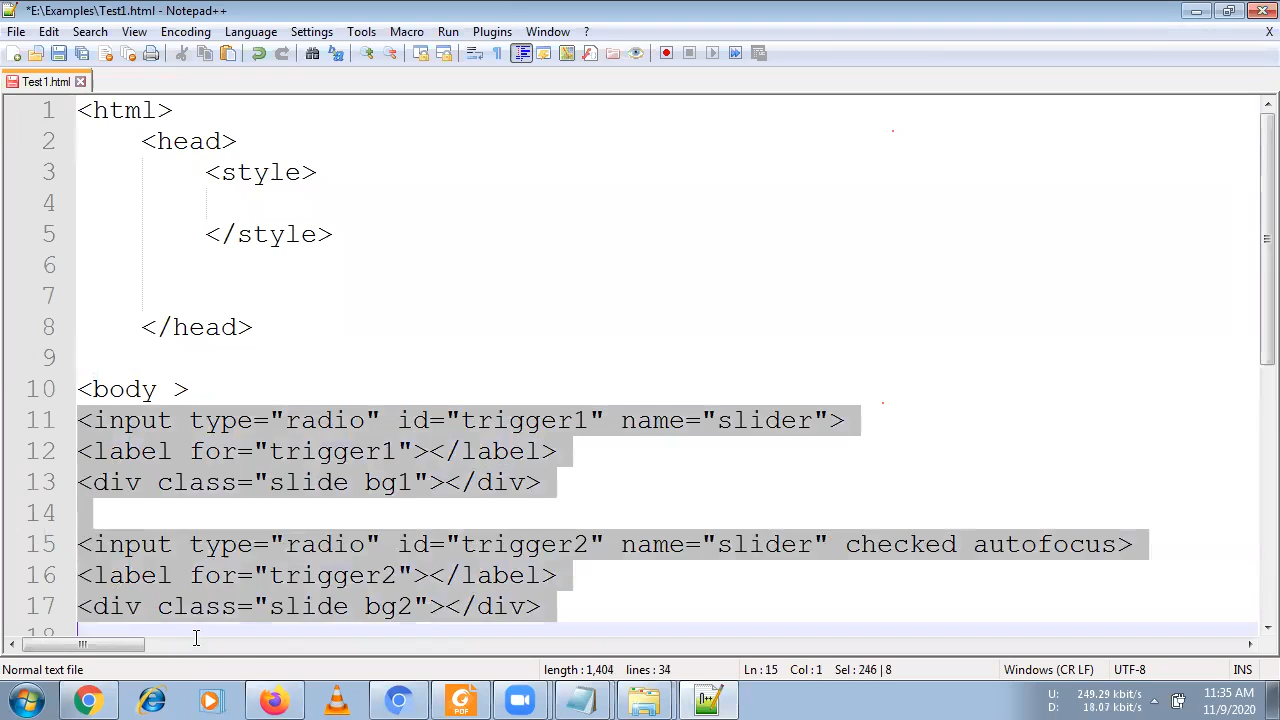 *E:\Examples\Test1.html - Notepad++
File Edit Search View Encoding Language Settings Tools Macro Run Plugins Window ? X
Test1.html
1 <html>
2 <head>
3 <style>
4
5 </style>
6
7
8 </head>
9
10 <body >
11 <input type="radio" id="trigger1" name="slider">
12 <label for="trigger1"></label>
13 <div class="slide bg1"></div>
14
15 <input type="radio" id="trigger2" name="slider" checked autofocus>
16 <label for="trigger2"></label>
17 <div class="slide bg2"></div>
18
Normal text file length : 1,404 lines : 34 Ln : 15 Col : 1 Sel : 246 | 8 Windows (CR LF) UTF-8 INS
PDF
U: 249.29 kbit/s 11:35 AM
D: 18.07 kbit/s 11/9/2020